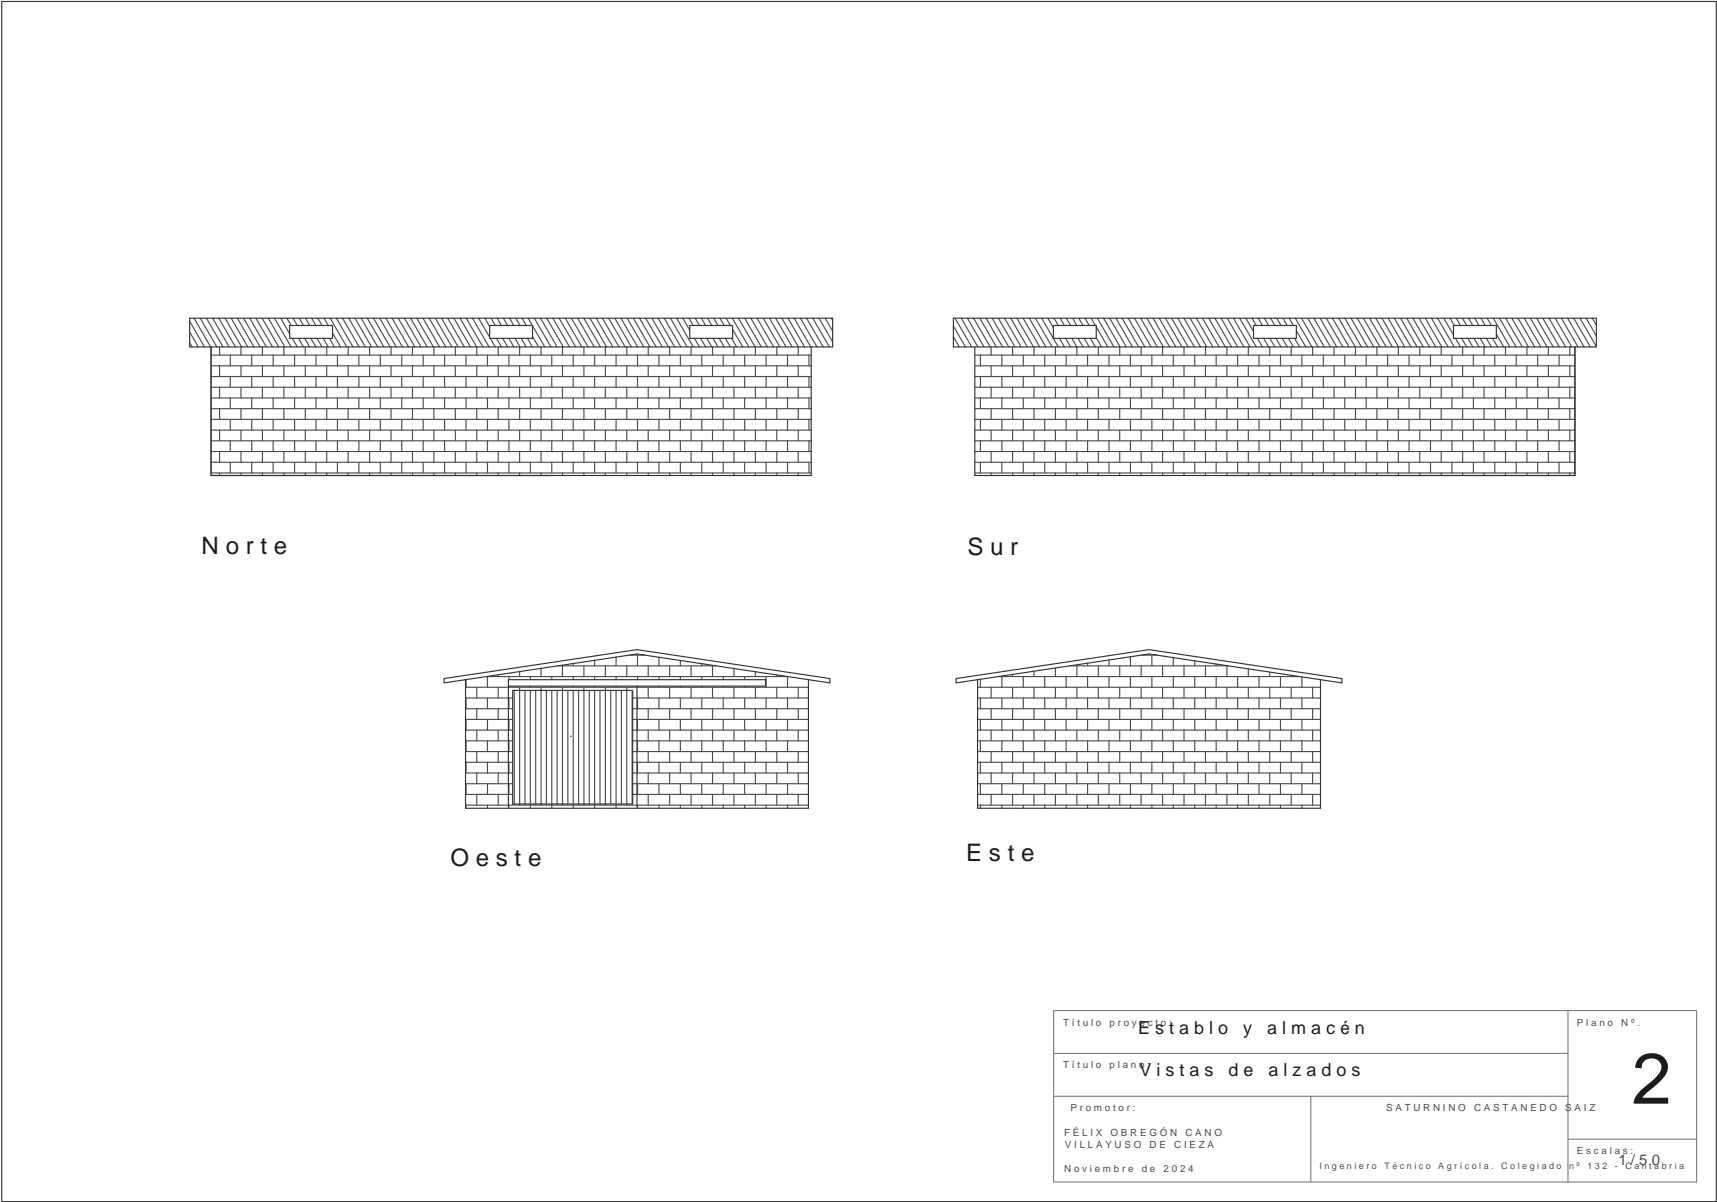 Norte
Sur
Oeste
Este
Título proyecto:
Establo y almacén
Plano Nº.
2
Título plano:
Vistas de alzados
Promotor:
FÉLIX OBREGÓN CANO
VILLAYUSO DE CIEZA
Noviembre de 2024
SATURNINO CASTANEDO SAIZ
Ingeniero Técnico Agrícola. Colegiado nº 132 - Cantabria
Escalas:
1/50